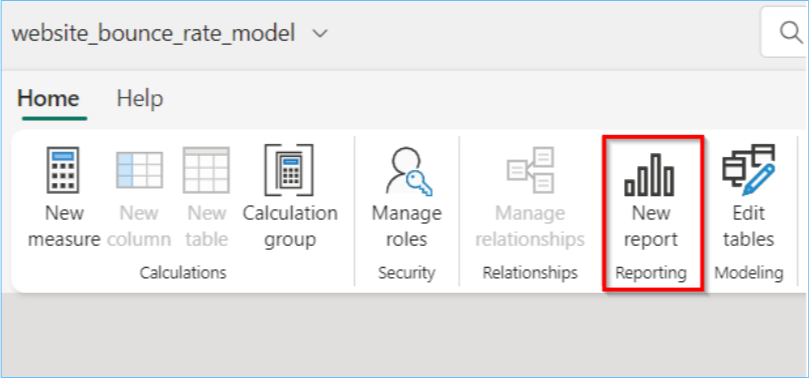 website_bounce_rate_model
Home Help
New New New Calculation Manage Manage New Edit
measure column table group roles relationships report tables
Calculations Security Relationships Reporting Modeling